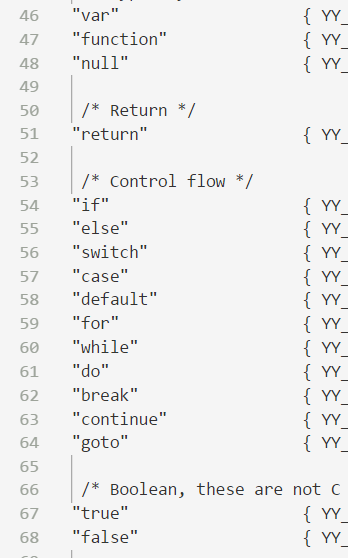 46 "var" { YY_
47 "function" { YY_
48 "null" { YY_
49
50 /* Return */
51 "return" { YY_
52
53 /* Control flow */
54 "if" { YY_
55 "else" { YY_
56 "switch" { YY_
57 "case" { YY_
58 "default" { YY_
59 "for" { YY_
60 "while" { YY_
61 "do" { YY_
62 "break" { YY_
63 "continue" { YY_
64 "goto" { YY_
65
66 /* Boolean, these are not C
67 "true" { YY_
68 "false" { YY_